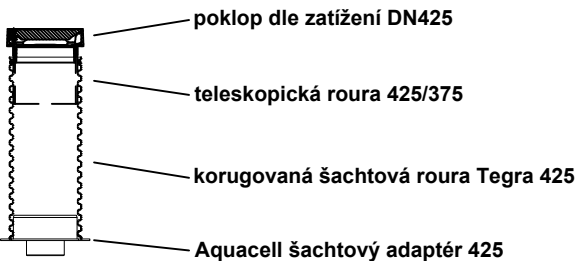 poklop dle zatížení DN425
teleskopická roura 425/375
korugovaná šachtová roura Tegra 425
Aquacell šachtový adaptér 425